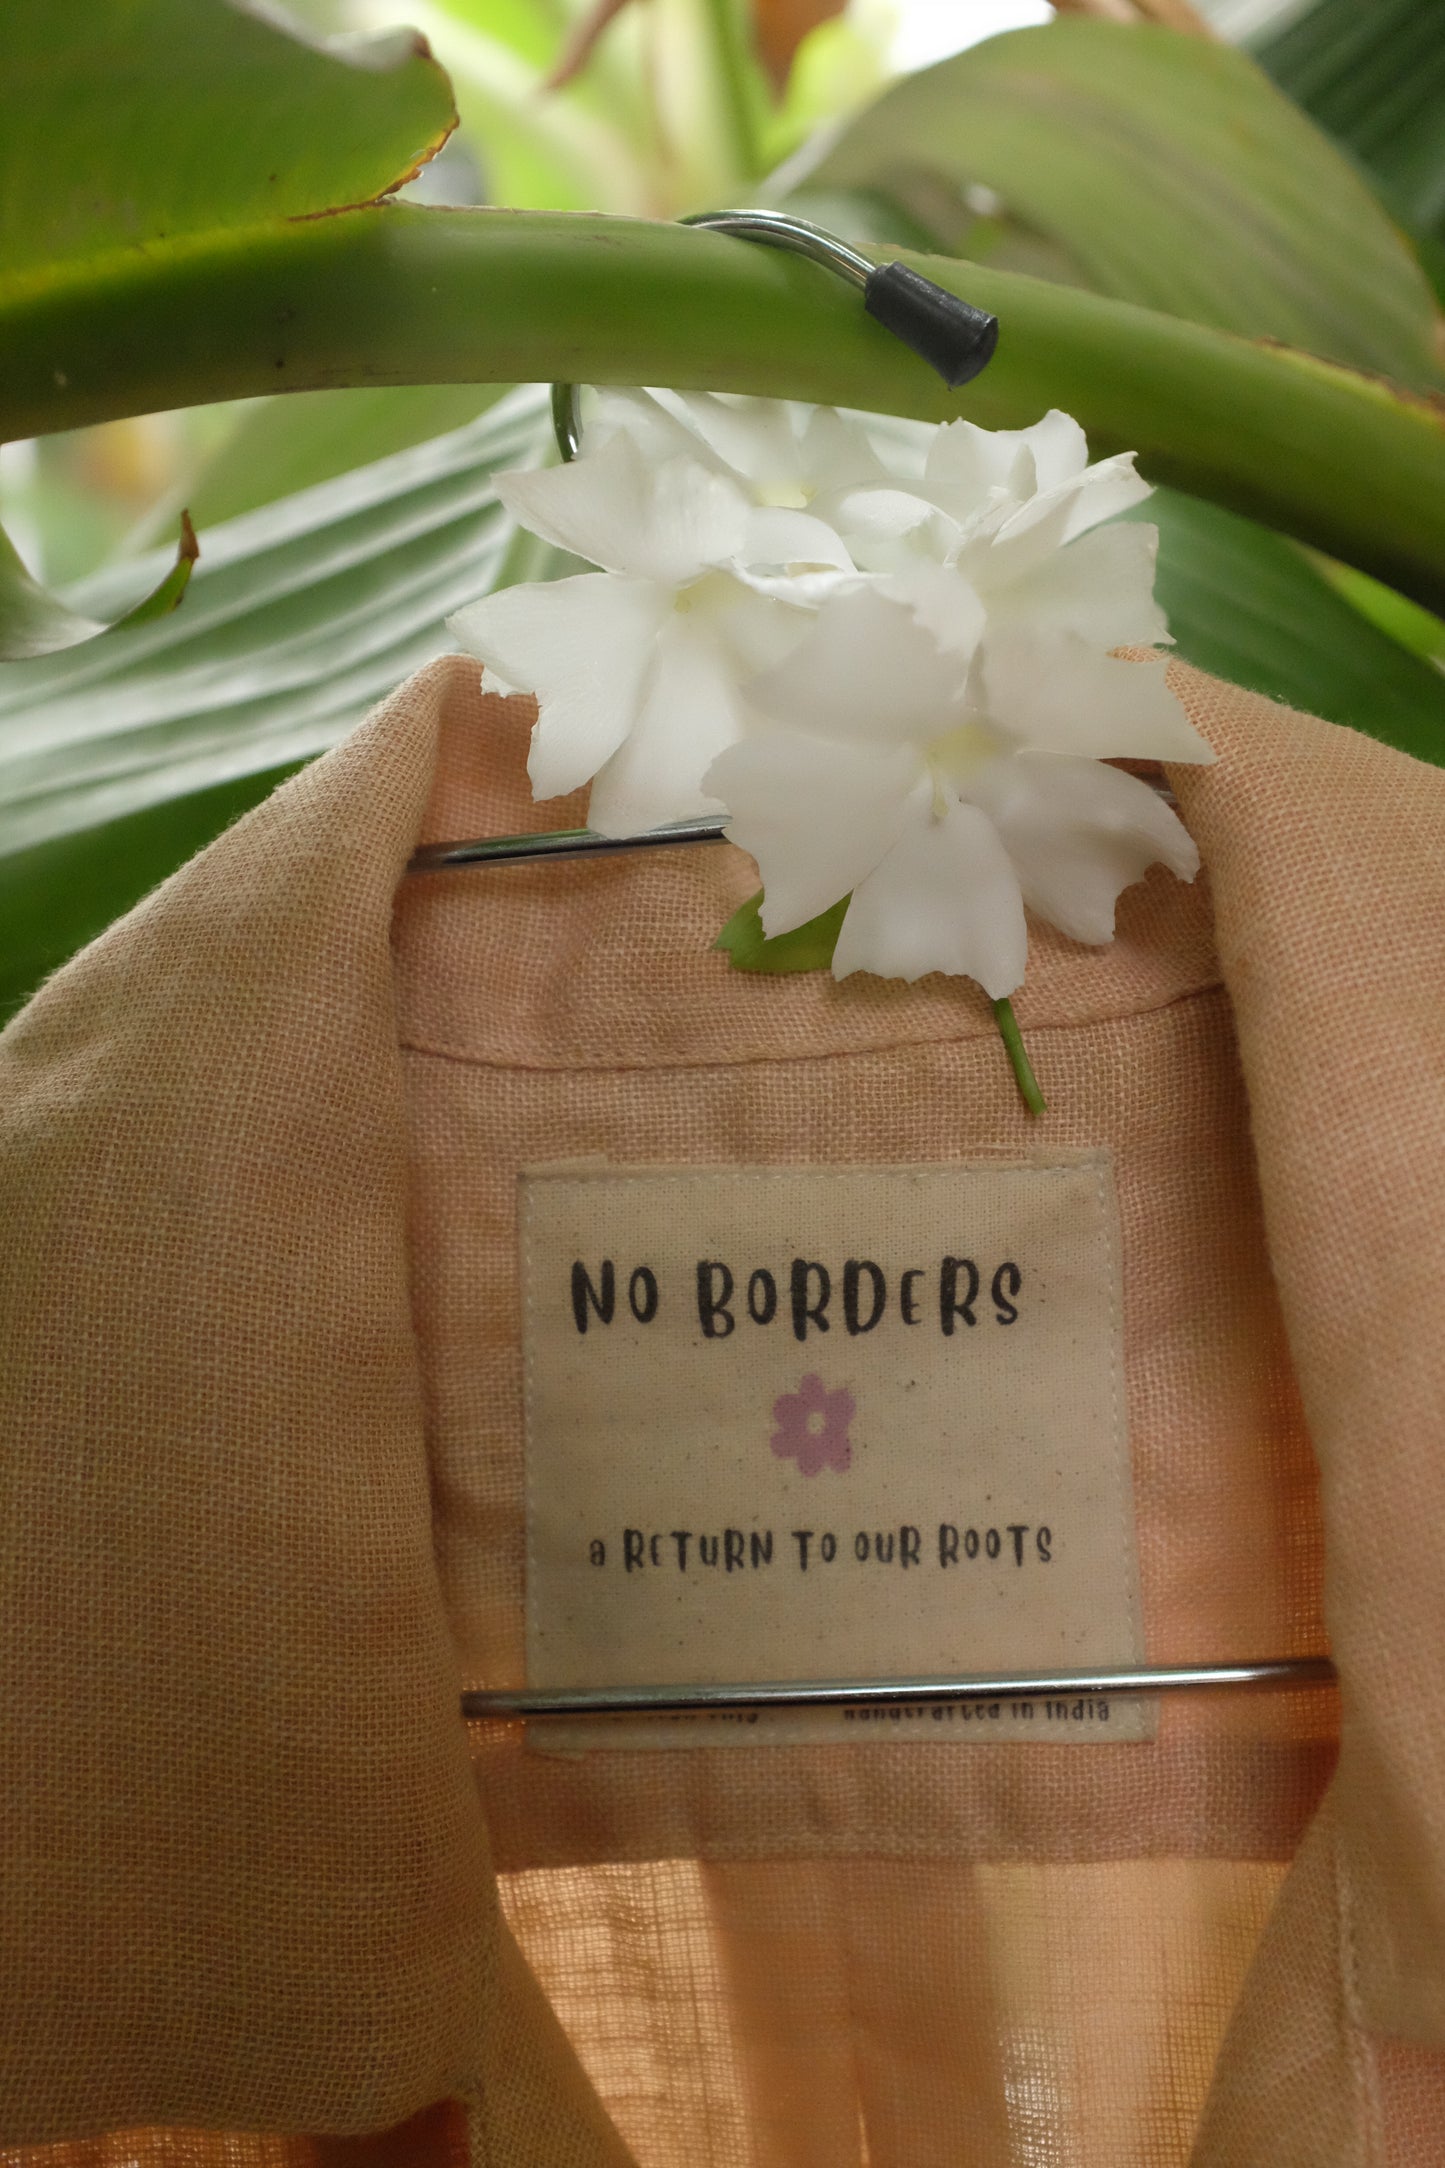 NO BORDERS
a RETURN TO OUR ROOTS
Handcrafted in India